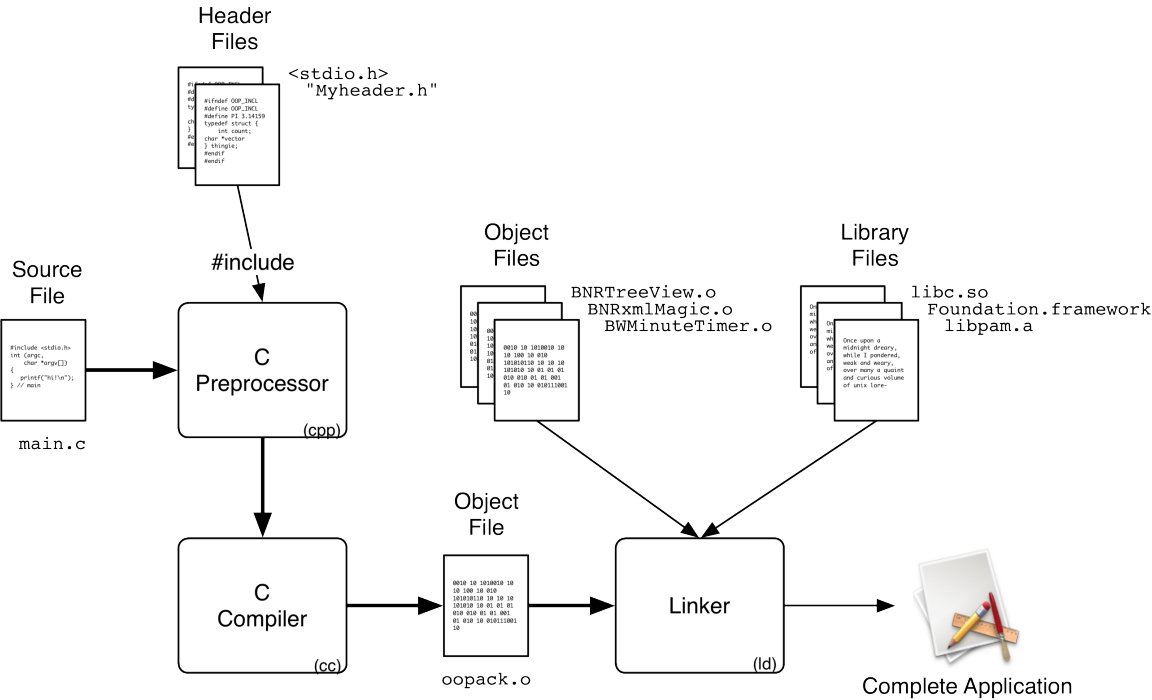 Header
Files
<stdio.h>
"Myheader.h"
#ifndef OOP_INCL
#define OOP_INCL
#define PI 3.14159
typedef struct {
int count;
char *vector
} thingie;
#endif
#endif
#include
Source
File
#include <stdio.h>
int (argc,
char *argv[])
{
printf("hi!\n");
} // main
main.c
C
Preprocessor
(cpp)
Object
Files
BNRTreeView.o
BNRxmlMagic.o
BWMinuteTimer.o
0010 10 1010010 10
10 100 10 010
101010110 10 10 10
101010 10 01 01 01
010 010 01 01 001
01 010 10 010111001
10
Library
Files
libc.so
Foundation.framework
libpam.a
Once upon a
midnight dreary,
while I pondered,
weak and weary,
over many a quaint
and curious volume
of unix lore-
C
Compiler
(cc)
Object
File
0010 10 1010010 10
10 100 10 010
101010110 10 10 10
101010 10 01 01 01
010 010 01 01 001
01 010 10 010111001
10
oopack.o
Linker
(ld)
Complete Application